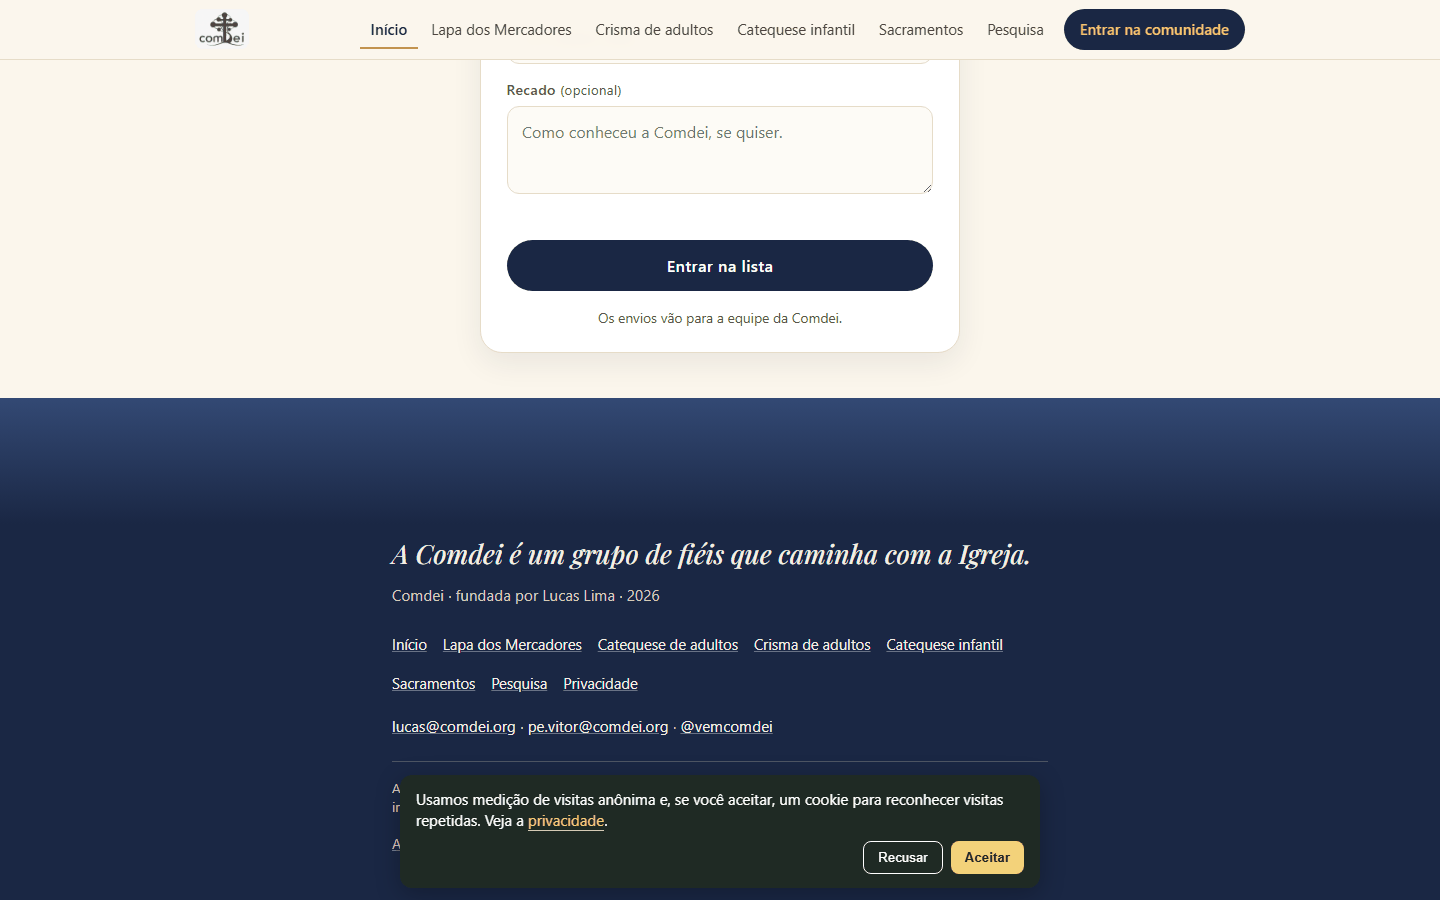 comdei
Início Lapa dos Mercadores Crisma de adultos Catequese infantil Sacramentos Pesquisa Entrar na comunidade
Recado (opcional)
Como conheceu a Comdei, se quiser.
Entrar na lista
Os envios vão para a equipe da Comdei.
A Comdei é um grupo de fiéis que caminha com a Igreja.
Comdei · fundada por Lucas Lima · 2026
Início Lapa dos Mercadores Catequese de adultos Crisma de adultos Catequese infantil
Sacramentos Pesquisa Privacidade
lucas@comdei.org · pe.vitor@comdei.org · @vemcomdei
Usamos medição de visitas anônima e, se você aceitar, um cookie para reconhecer visitas
repetidas. Veja a privacidade.
Recusar Aceitar